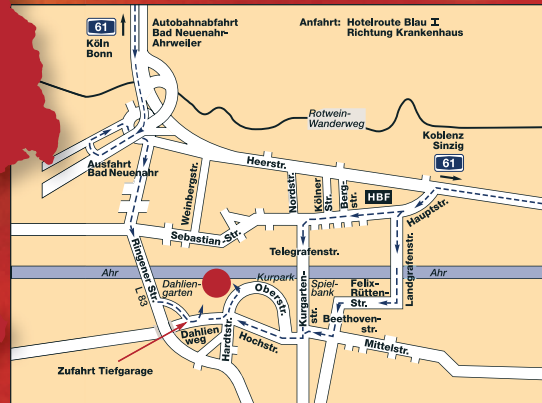 61
Köln
Bonn
Autobahnabfahrt
Bad Neuenahr-
Ahrweiler
Anfahrt: Hotelroute Blau
Richtung Krankenhaus
Rotwein-
Wanderweg
Koblenz
Sinzig
61
Ausfahrt
Bad Neuenahr
Heerstr.
Weinbergstr.
Nordstr.
Kölner
Str.
Berg-
str.
HBF
Hauptstr.
Sebastian - Str.
Telegrafenstr.
Landgrafenstr.
Ringener Str.
L 83
Ahr
Dahlien-
garten
Kurpark
Oberstr.
Kurgarten-
str.
Spiel-
bank
Felix-
Rütten-
Str.
Ahr
Beethoven-
str.
Dahlien
weg
Hardtstr.
Hochstr.
Mittelstr.
Zufahrt Tiefgarage